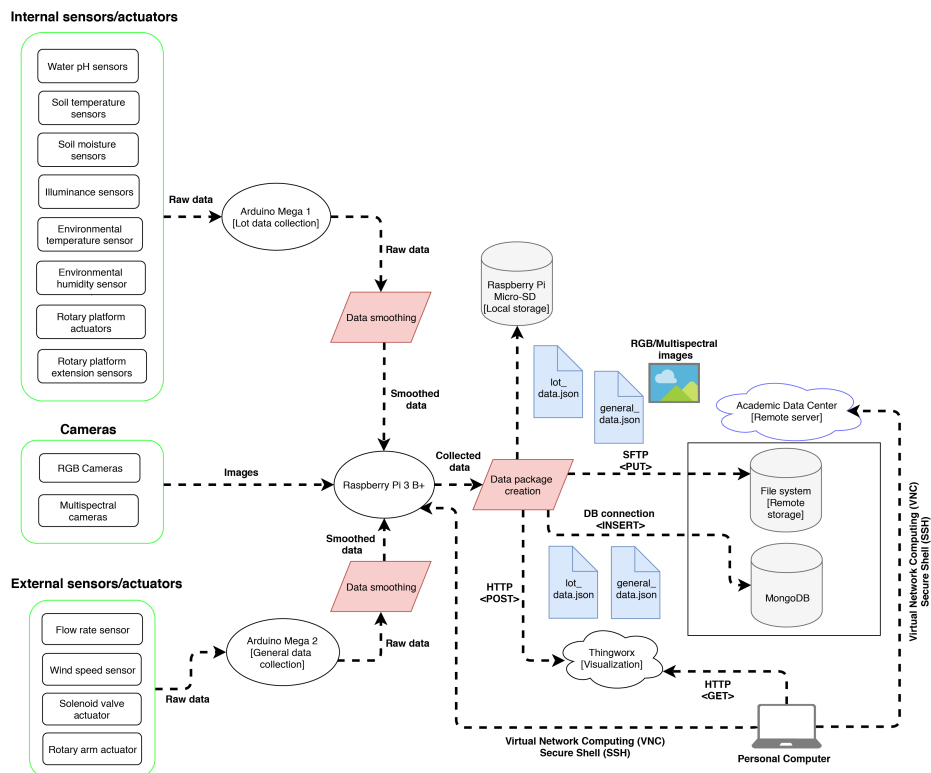 Internal sensors/actuators
Water pH sensors
Soil temperature
sensors
Soil moisture
sensors
Illuminance sensors
Environmental
temperature sensor
Environmental
humidity sensor
Rotary platform
actuators
Rotary platform
extension sensors
Raw data
Arduino Mega 1
[Lot data collection]
Raw data
Data smoothing
Smoothed
data
Cameras
RGB Cameras
Multispectral
cameras
Images
Raspberry Pi 3 B+
Collected
data
Data package
creation
Raspberry Pi
Micro-SD
[Local storage]
lot_
data.json
general_
data.json
RGB/Multispectral
images
Academic Data Center
[Remote server]
SFTP
<PUT>
File system
[Remote
storage]
DB connection
<INSERT>
MongoDB
lot_
data.json
general_
data.json
HTTP
<POST>
Thingworx
[Visualization]
HTTP
<GET>
Personal Computer
Virtual Network Computing (VNC)
Secure Shell (SSH)
Virtual Network Computing (VNC)
Secure Shell (SSH)
External sensors/actuators
Flow rate sensor
Wind speed sensor
Solenoid valve
actuator
Rotary arm actuator
Raw data
Arduino Mega 2
[General data
collection]
Raw data
Data smoothing
Smoothed
data